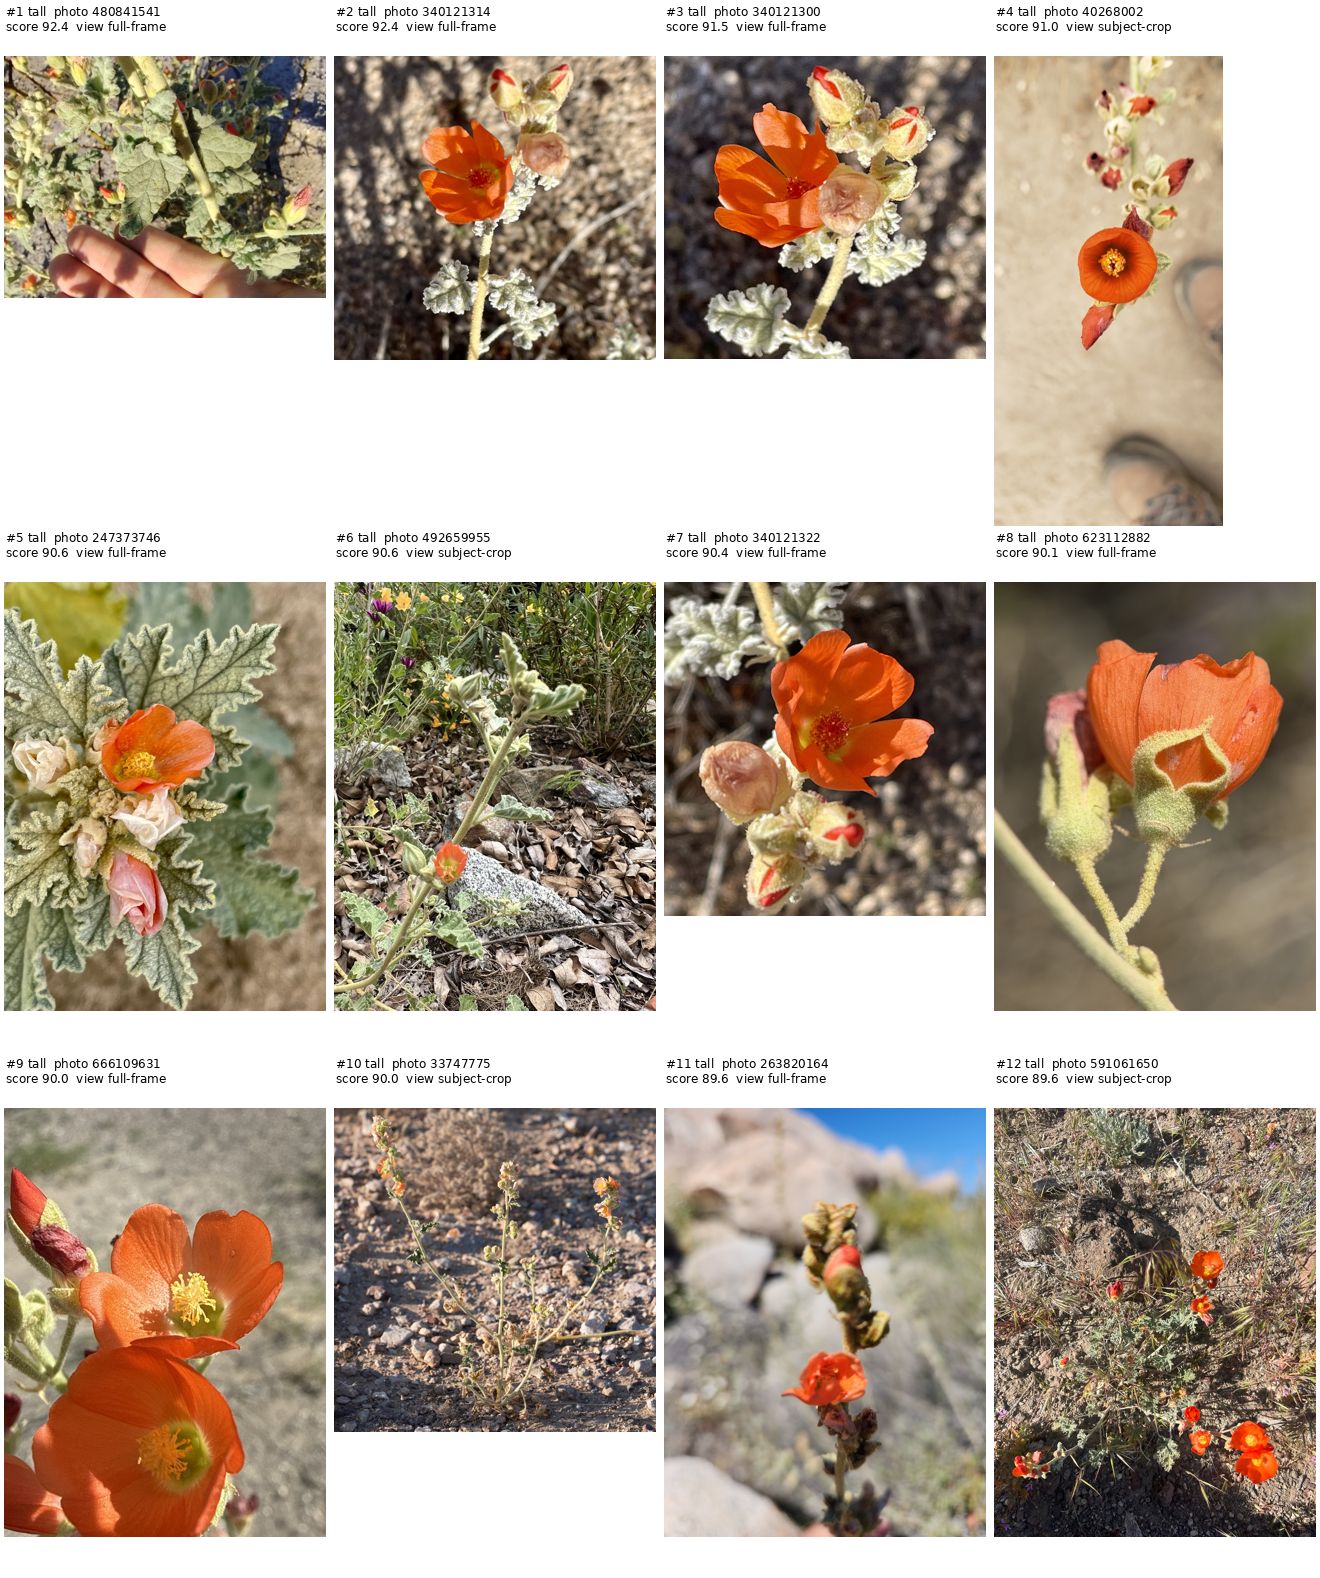 #1 tall  photo 480841541
score 92.4  view full-frame
#2 tall  photo 340121314
score 92.4  view full-frame
#3 tall  photo 340121300
score 91.5  view full-frame
#4 tall  photo 40268002
score 91.0  view subject-crop
#5 tall  photo 247373746
score 90.6  view full-frame
#6 tall  photo 492659955
score 90.6  view subject-crop
#7 tall  photo 340121322
score 90.4  view full-frame
#8 tall  photo 623112882
score 90.1  view full-frame
#9 tall  photo 666109631
score 90.0  view full-frame
#10 tall  photo 33747775
score 90.0  view subject-crop
#11 tall  photo 263820164
score 89.6  view full-frame
#12 tall  photo 591061650
score 89.6  view subject-crop